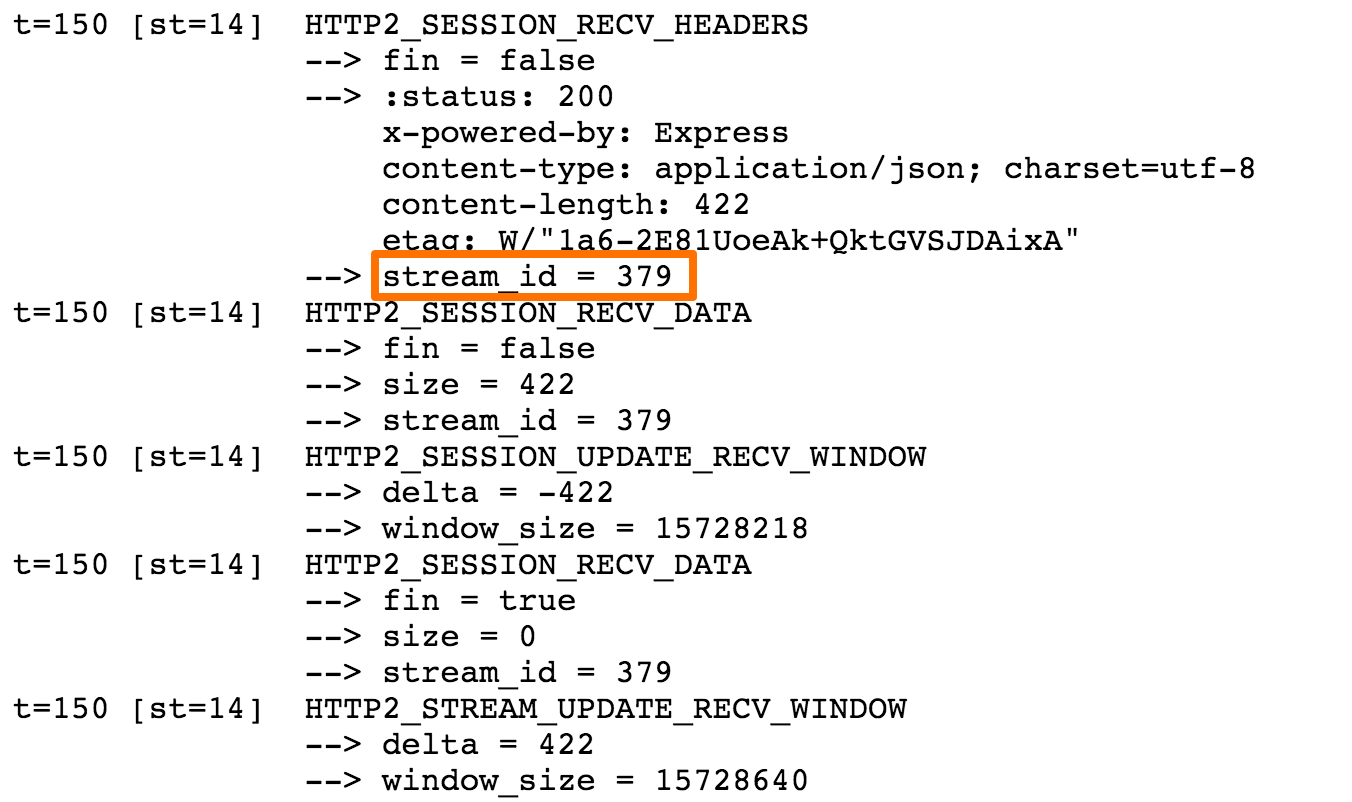 t=150 [st=14]  HTTP2_SESSION_RECV_HEADERS
               --> fin = false
               --> :status: 200
                   x-powered-by: Express
                   content-type: application/json; charset=utf-8
                   content-length: 422
                   etag: W/"1a6-2E81UoeAk+QktGVSJDAixA"
               --> stream_id = 379
t=150 [st=14]  HTTP2_SESSION_RECV_DATA
               --> fin = false
               --> size = 422
               --> stream_id = 379
t=150 [st=14]  HTTP2_SESSION_UPDATE_RECV_WINDOW
               --> delta = -422
               --> window_size = 15728218
t=150 [st=14]  HTTP2_SESSION_RECV_DATA
               --> fin = true
               --> size = 0
               --> stream_id = 379
t=150 [st=14]  HTTP2_STREAM_UPDATE_RECV_WINDOW
               --> delta = 422
               --> window_size = 15728640